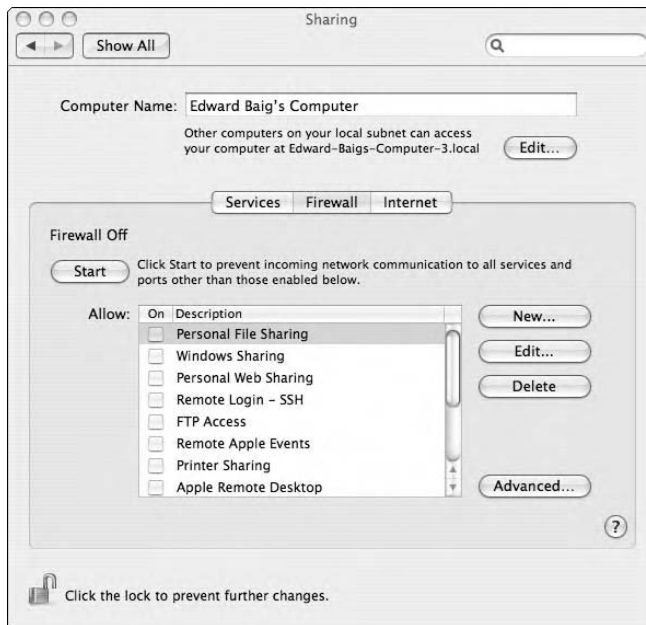 Sharing
Show All
Computer Name: Edward Baig's Computer
Other computers on your local subnet can access
your computer at Edward-Baigs-Computer-3.local
Edit...
Services Firewall Internet
Firewall Off
Start
Click Start to prevent incoming network communication to all services and
ports other than those enabled below.
Allow:
On Description
Personal File Sharing
Windows Sharing
Personal Web Sharing
Remote Login – SSH
FTP Access
Remote Apple Events
Printer Sharing
Apple Remote Desktop
New...
Edit...
Delete
Advanced...
?
Click the lock to prevent further changes.